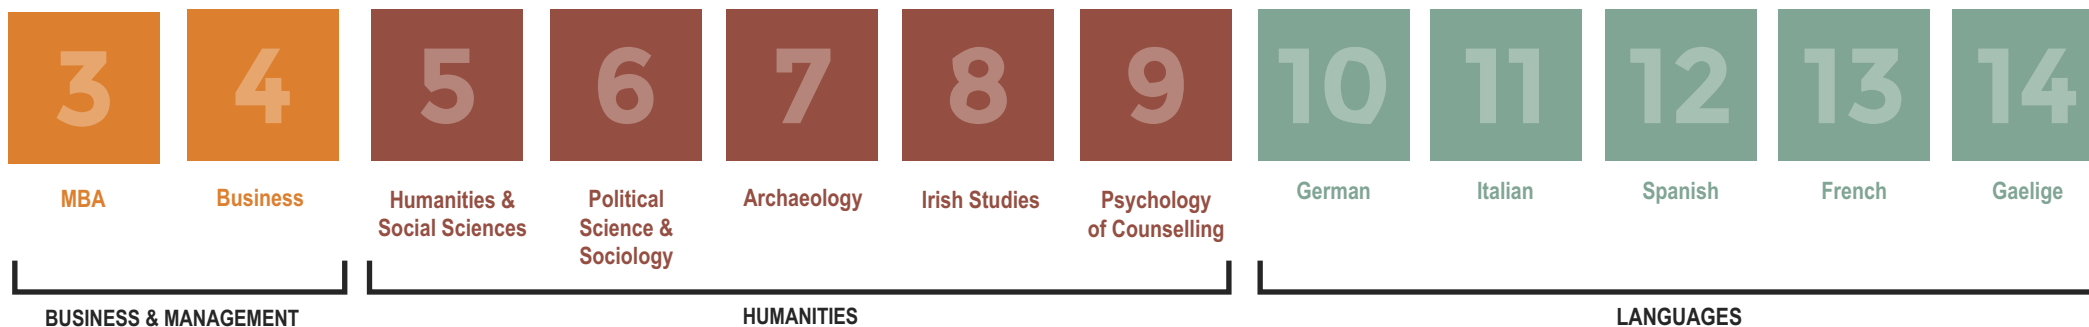 3
4
5
6
7
8
9
10
11
12
13
14
MBA
Business
Humanities &
Social Sciences
Political
Science &
Sociology
Archaeology
Irish Studies
Psychology
of Counselling
German
Italian
Spanish
French
Gaelige
BUSINESS & MANAGEMENT
HUMANITIES
LANGUAGES